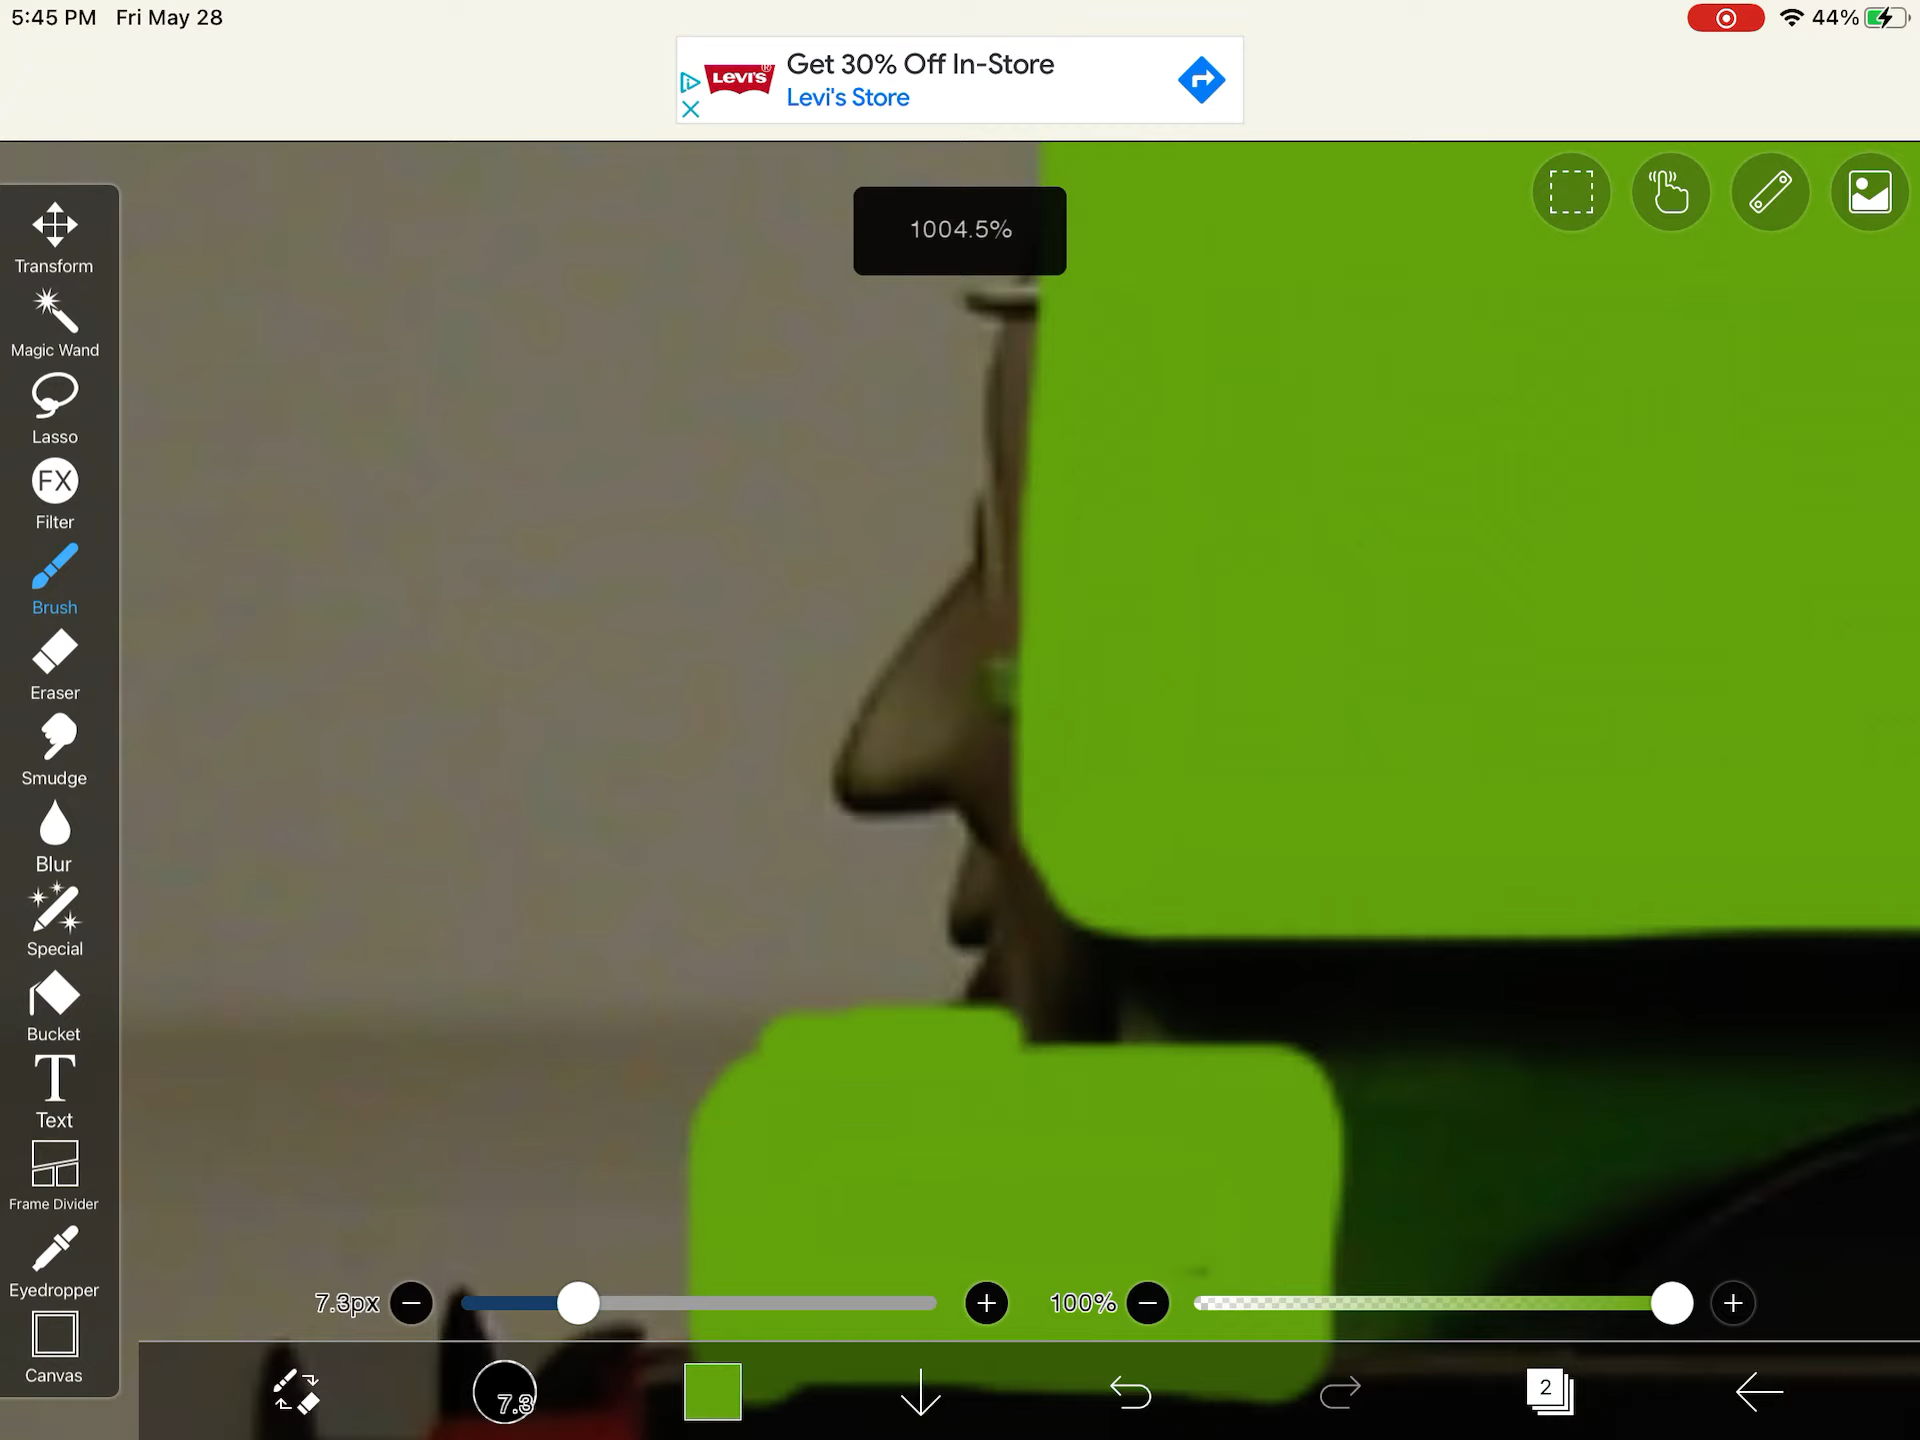 5:45 PM Fri May 28
44%
Get 30% Off In-Store
LEVI'S
Levi's Store
1004.5%
Transform
Magic Wand
Lasso
FX
Filter
Brush
Eraser
Smudge
Blur
Special
Bucket
T
Text
Frame Divider
Eyedropper
Canvas
7.3px
100%
7.3
2